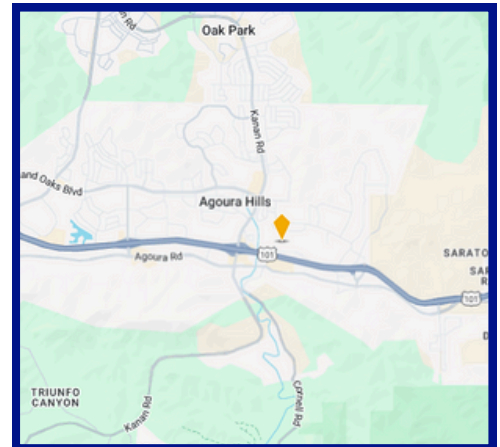 Oak Park
Kanan Rd
and Oaks Blvd
Agoura Hills
101
Agoura Rd
SARATO
SAR
R
101
D
TRIUNFO
CANYON
Kanan Rd
Cornell Rd